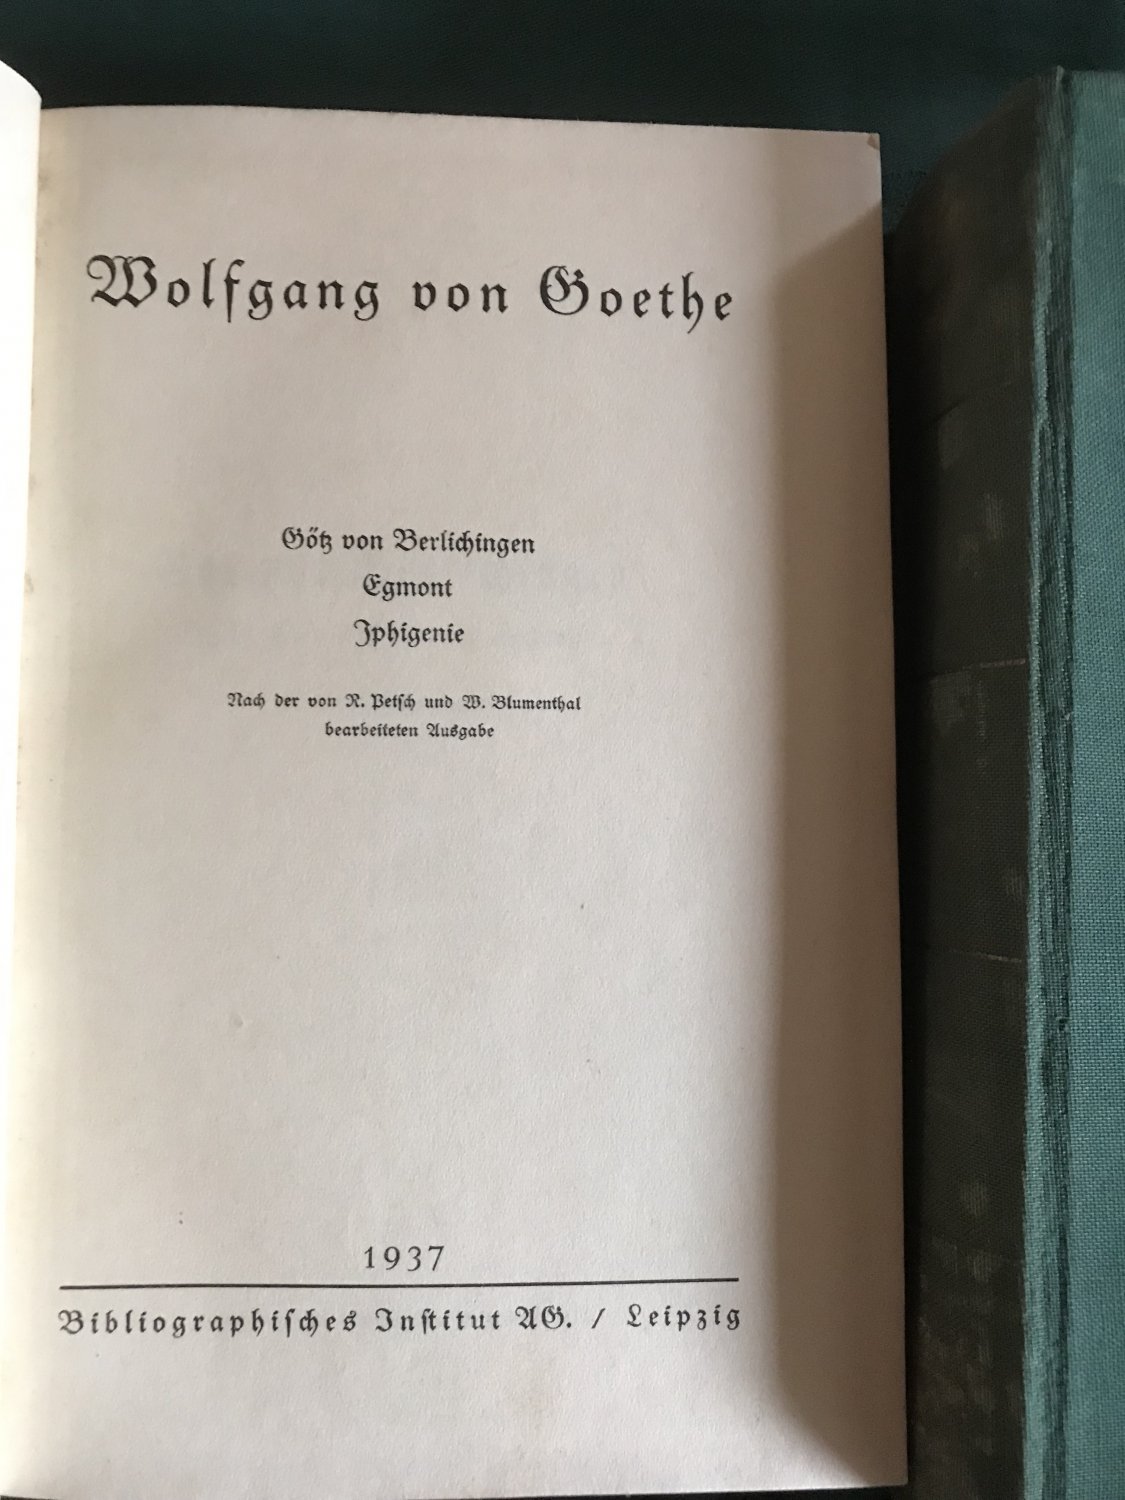 Wolfgang von Goethe
Götz von Berlichingen
Egmont
Iphigenie
Nach der von R. Petsch und W. Blumenthal
bearbeiteten Ausgabe
1937
Bibliographisches Institut AG. / Leipzig